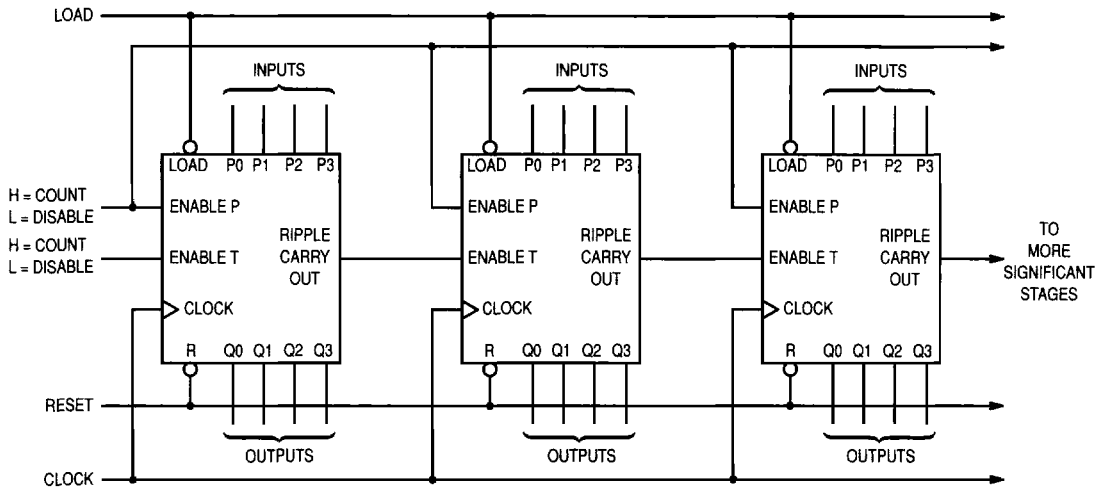 LOAD
INPUTS
INPUTS
INPUTS
LOAD P0 P1 P2 P3
LOAD P0 P1 P2 P3
LOAD P0 P1 P2 P3
H = COUNT
L = DISABLE
ENABLE P
ENABLE P
ENABLE P
H = COUNT
L = DISABLE
ENABLE T
RIPPLE
CARRY
OUT
ENABLE T
RIPPLE
CARRY
OUT
ENABLE T
RIPPLE
CARRY
OUT
TO
MORE
SIGNIFICANT
STAGES
CLOCK
CLOCK
CLOCK
R Q0 Q1 Q2 Q3
R Q0 Q1 Q2 Q3
R Q0 Q1 Q2 Q3
RESET
OUTPUTS
OUTPUTS
OUTPUTS
CLOCK